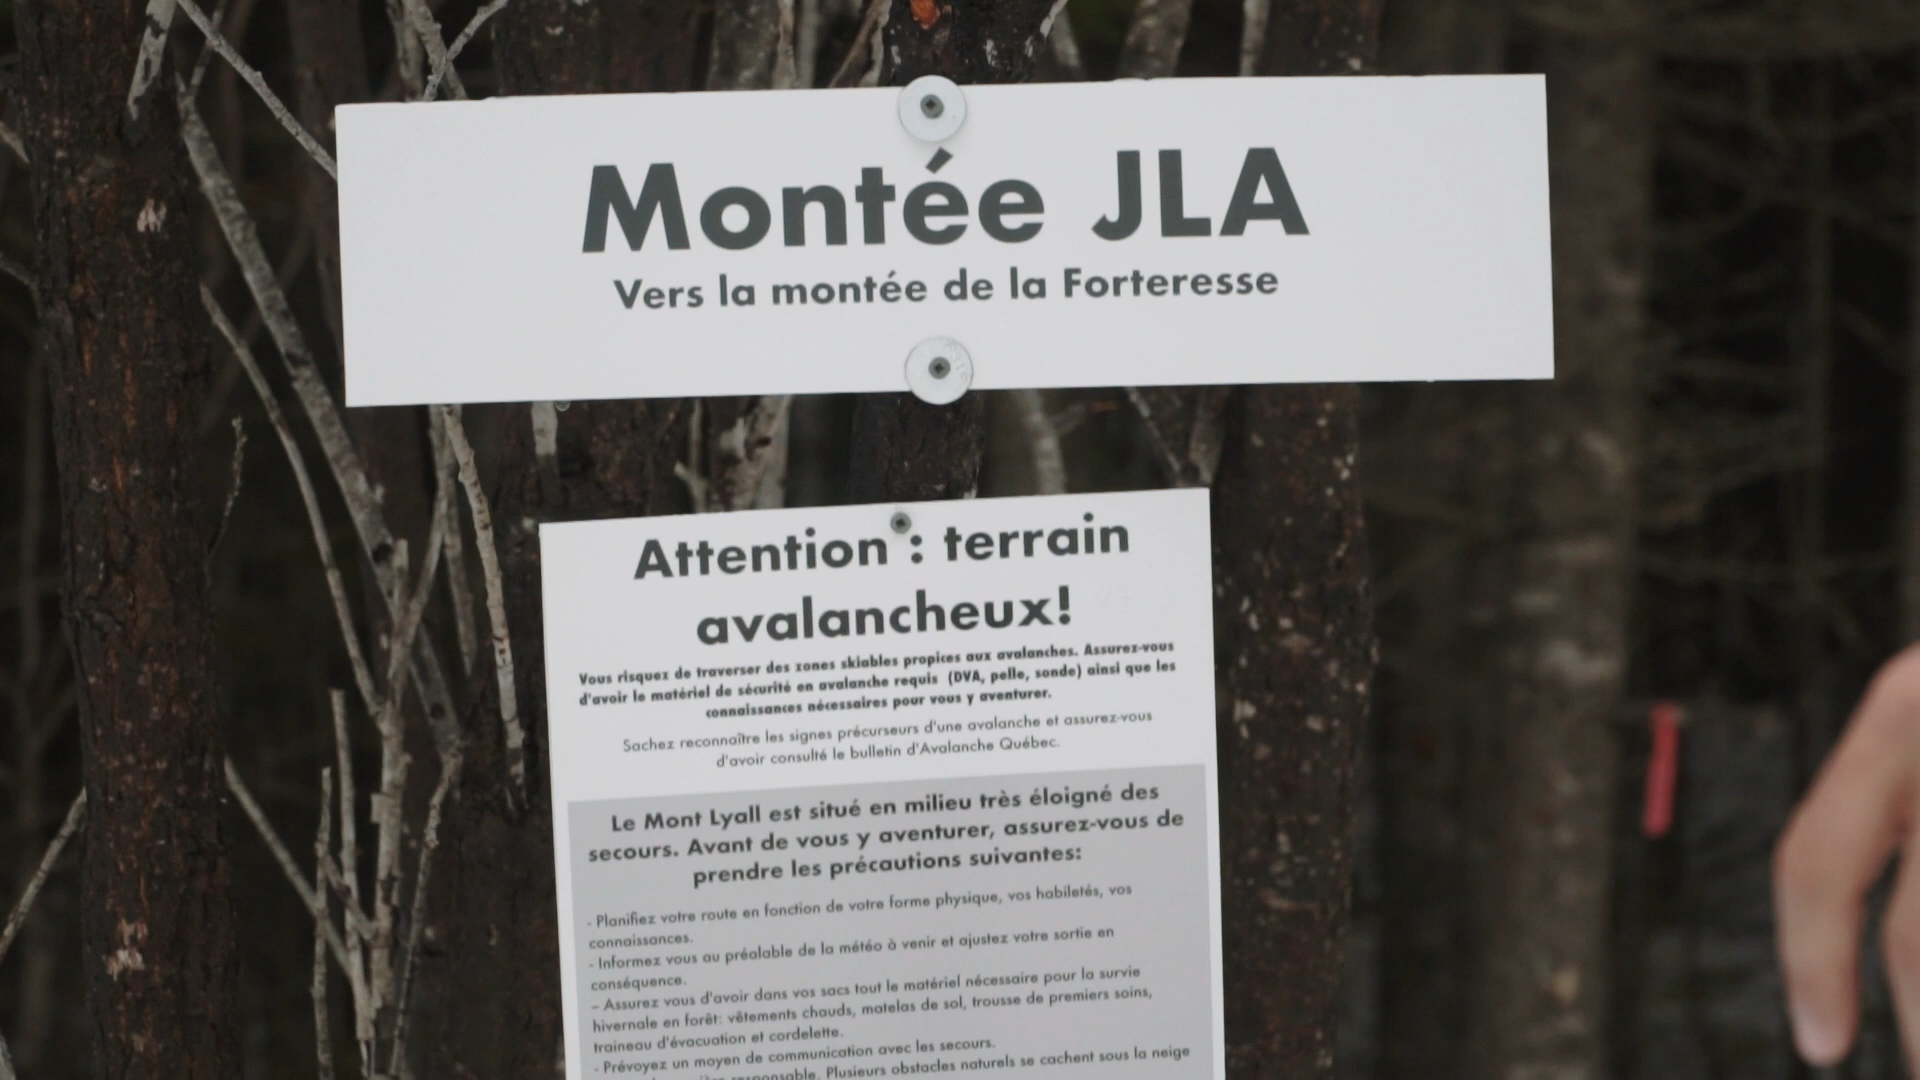 Montée JLA
Vers la montée de la Forteresse
Attention : terrain
avalancheux!
Vous risquez de traverser des zones skiables propices aux avalanches. Assurez-vous
d'avoir le matériel de sécurité en avalanche requis (DVA, pelle, sonde) ainsi que les
connaissances nécessaires pour vous y aventurer.
Sachez reconnaître les signes précurseurs d'une avalanche et assurez-vous
d'avoir consulté le bulletin d'Avalanche Québec.
Le Mont Lyall est situé en milieu très éloigné des
secours. Avant de vous y aventurer, assurez-vous de
prendre les précautions suivantes:
- Planifiez votre route en fonction de votre forme physique, vos habiletés, vos
connaissances.
- Informez vous au préalable de la météo à venir et ajustez votre sortie en
conséquence.
– Assurez vous d'avoir dans vos sacs tout le matériel nécessaire pour la survie
hivernale en forêt: vêtements chauds, matelas de sol, trousse de premiers soins,
traineau d'évacuation et cordelette.
- Prévoyez un moyen de communication avec les secours.
responsable. Plusieurs obstacles naturels se cachent sous la neige